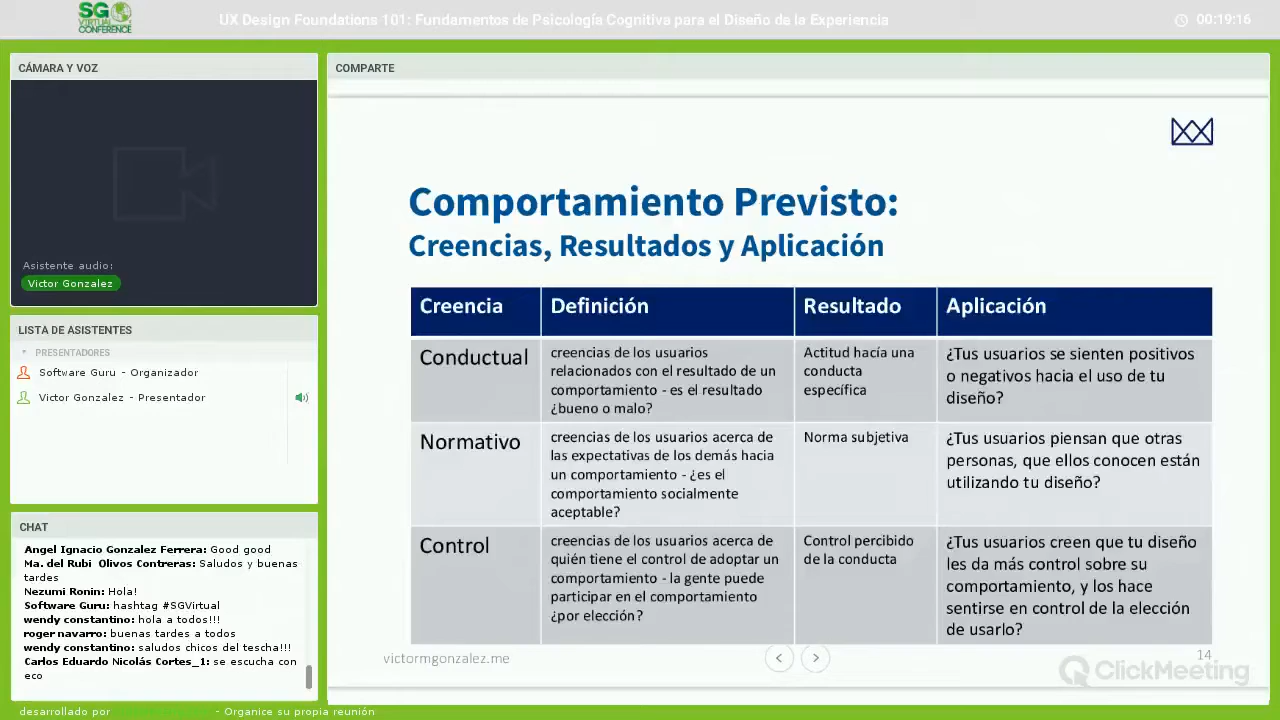 SG
VIRTUAL
CONFERENCE
UX Design Foundations 101: Fundamentos de Psicología Cognitiva para el Diseño de la Experiencia
00:19:16
CÁMARA Y VOZ
Asistente audio:
Victor Gonzalez
LISTA DE ASISTENTES
PRESENTADORES
Software Guru - Organizador
Victor Gonzalez - Presentador
CHAT
Angel Ignacio Gonzalez Ferrera: Good good
Ma. del Rubi Olivos Contreras: Saludos y buenas
tardes
Nezumi Ronin: Hola!
Software Guru: hashtag #SGVirtual
wendy constantino: hola a todos!!!
roger navarro: buenas tardes a todos
wendy constantino: saludos chicos del tescha!!!
Carlos Eduardo Nicolás Cortes_1: se escucha con
eco
desarrollado por
- Organice su propia reunión
COMPARTE
Comportamiento Previsto:
Creencias, Resultados y Aplicación
Creencia
Definición
Resultado
Aplicación
Conductual
creencias de los usuarios
relacionados con el resultado de un
comportamiento - es el resultado
¿bueno o malo?
Actitud hacía una
conducta
específica
¿Tus usuarios se sienten positivos
o negativos hacia el uso de tu
diseño?
Normativo
creencias de los usuarios acerca de
las expectativas de los demás hacia
un comportamiento - ¿es el
comportamiento socialmente
aceptable?
Norma subjetiva
¿Tus usuarios piensan que otras
personas, que ellos conocen están
utilizando tu diseño?
Control
creencias de los usuarios acerca de
quién tiene el control de adoptar un
comportamiento - la gente puede
participar en el comportamiento
¿por elección?
Control percibido
de la conducta
¿Tus usuarios creen que tu diseño
les da más control sobre su
comportamiento, y los hace
sentirse en control de la elección
de usarlo?
victormgonzalez.me
14
ClickMeeting